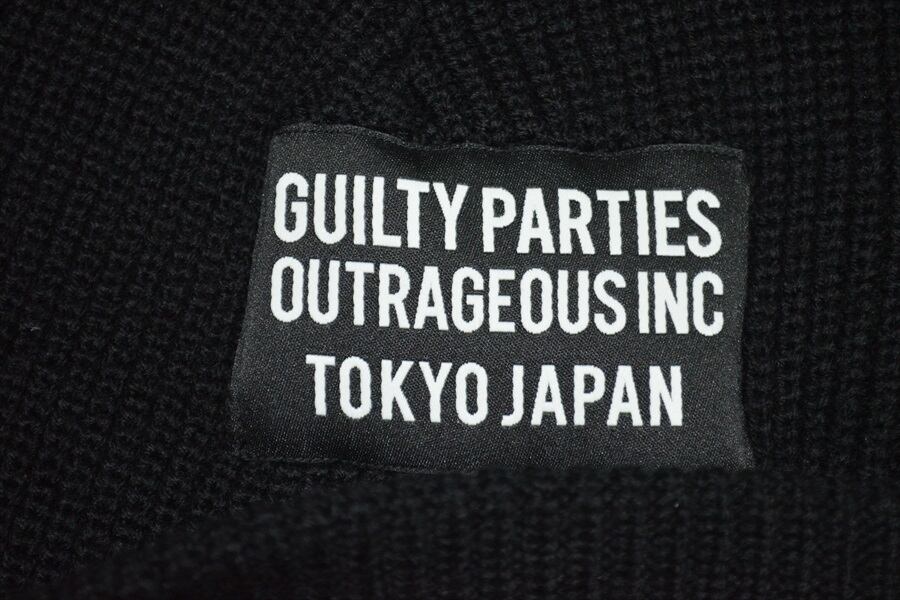 GUILTY PARTIES
OUTRAGEOUS INC
TOKYO JAPAN